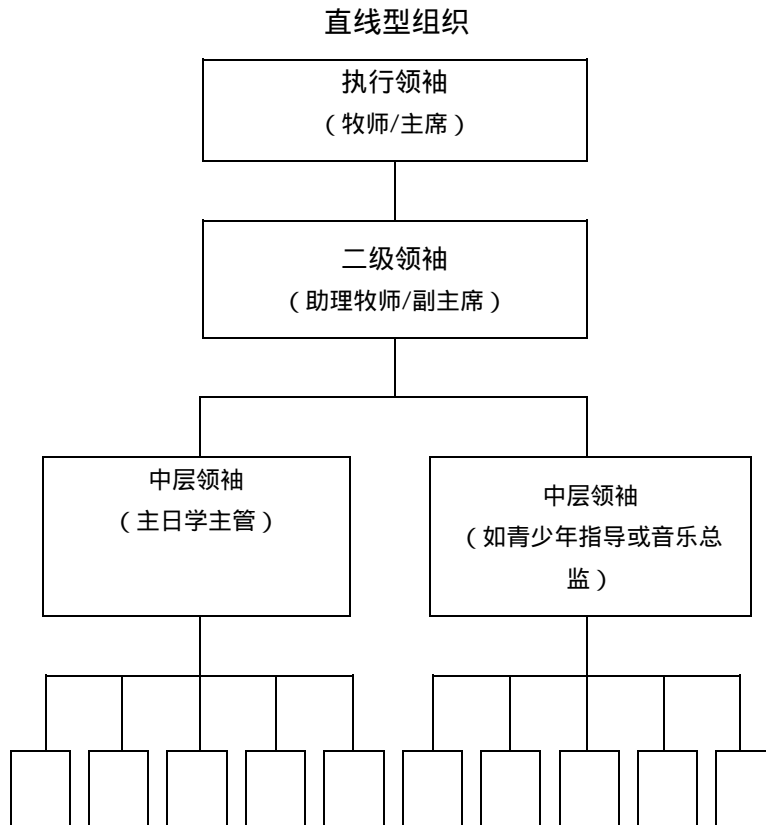 直线型组织
执行领袖
（牧师/主席）
二级领袖
（助理牧师/副主席）
中层领袖
（主日学主管）
中层领袖
（如青少年指导或音乐总
监）